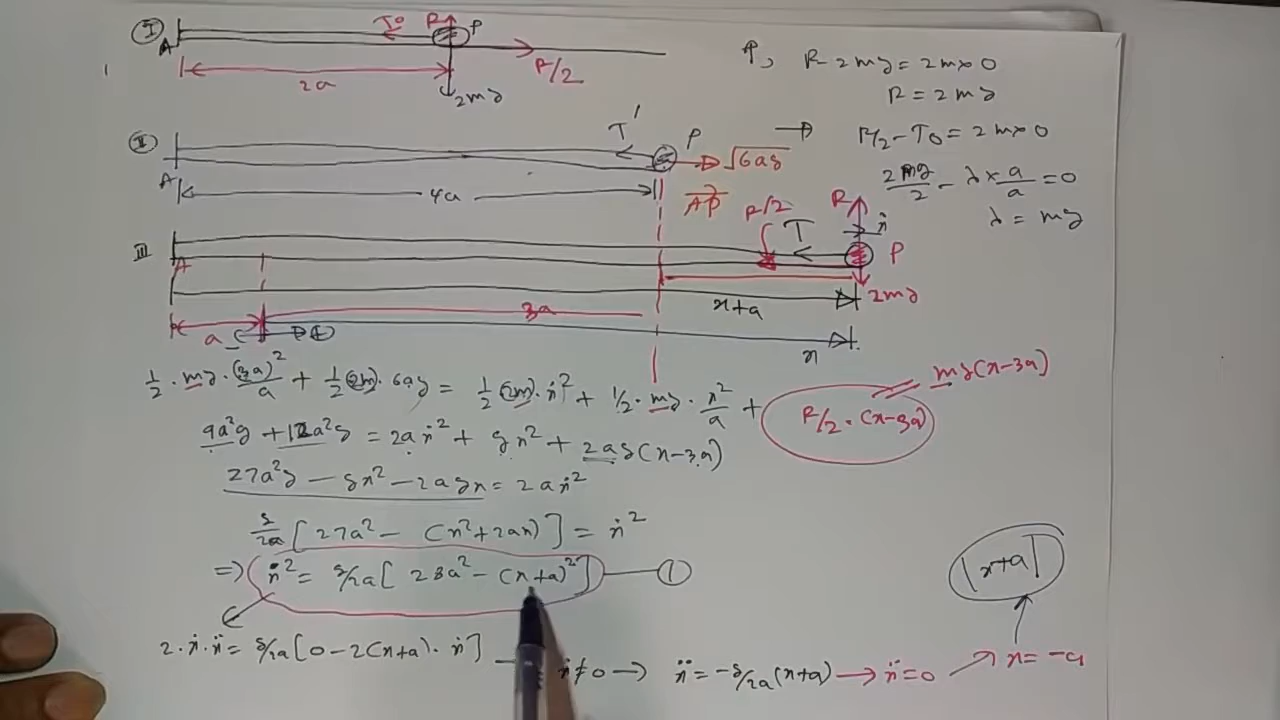 I
T₀ R P
A
R/2
2a
2mg
↑, R - 2mg = 2m×0
R = 2mg
II
T' P √6ag
A
4a
AP
→ R/2 - T₀ = 2m×0
2mg/2 - λ × a/a = 0
λ = mg
III
R/2 T R ẋ P
A
x+a 2mg
a 3a
x
1/2 · mg · (3a)²/a + 1/2 (2m) · 6ag = 1/2 (2m) · ẋ² + 1/2 · mg · x²/a + R/2 · (x-3a) mg(x-3a)
9a²g + 12a²g = 2aẋ² + gx² + 2ag(x-3a)
27a²g - gx² - 2agx = 2aẋ²
g/2a [27a² - (x²+2ax)] = ẋ²
⇒ ẋ² = g/2a [28a² - (x+a)²] — 1
|x+a|
2·ẋ·ẍ = g/2a [0 - 2(x+a)·ẋ] ẋ≠0 → ẍ = -g/2a (x+a) → ẍ=0 x = -a